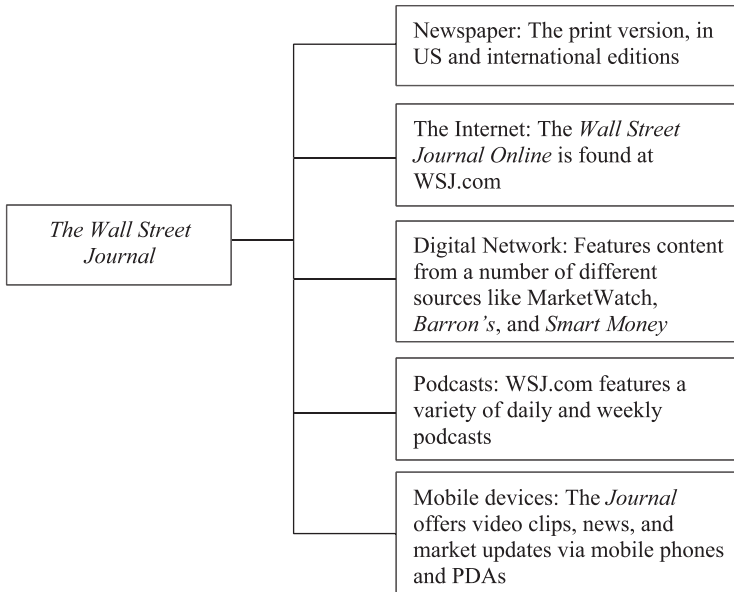 Newspaper: The print version, in
US and international editions
The Internet: The Wall Street
Journal Online is found at
WSJ.com
The Wall Street
Journal
Digital Network: Features content
from a number of different
sources like MarketWatch,
Barron’s, and Smart Money
Podcasts: WSJ.com features a
variety of daily and weekly
podcasts
Mobile devices: The Journal
offers video clips, news, and
market updates via mobile phones
and PDAs